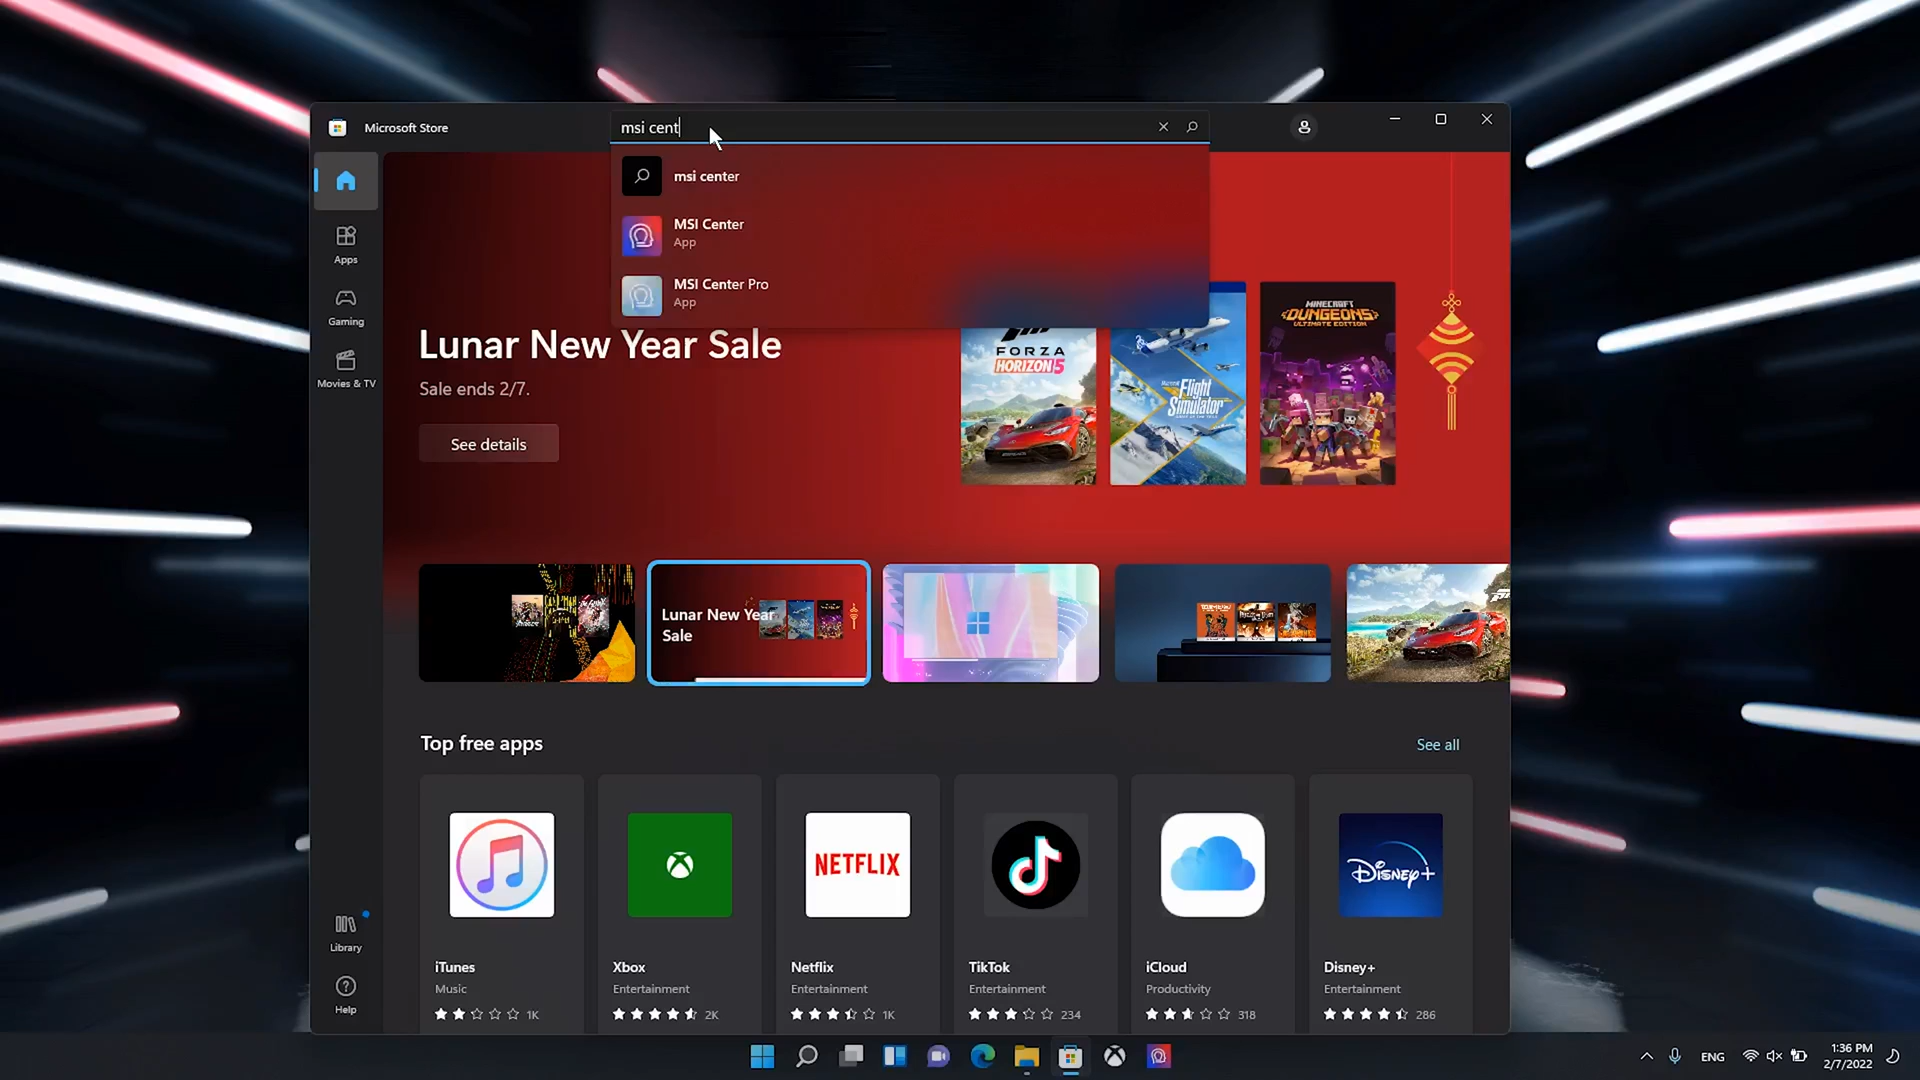 Microsoft Store
msi cent
msi center
MSI Center
App
MSI Center Pro
App
Apps
Gaming
Movies & TV
Lunar New Year Sale
Sale ends 2/7.
See details
FORZA
HORIZON 5
Microsoft
Flight
Simulator
MINECRAFT
DUNGEONS
ULTIMATE EDITION
Lunar New Year
Sale
Top free apps
See all
NETFLIX
Disney+
Library
Help
iTunes
Music
1K
Xbox
Entertainment
2K
Netflix
Entertainment
1K
TikTok
Entertainment
234
iCloud
Productivity
318
Disney+
Entertainment
286
ENG
1:36 PM
2/7/2022